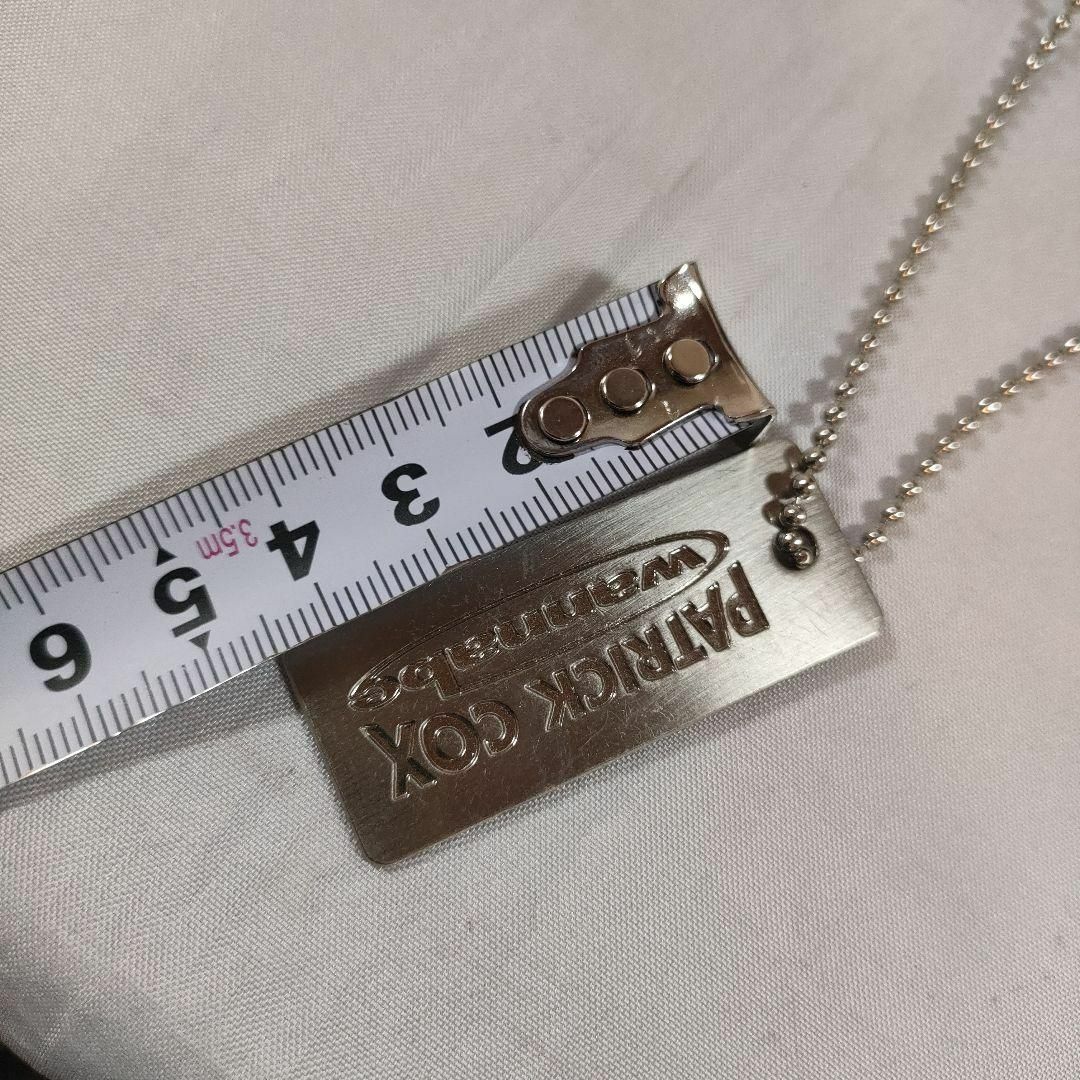 2 3 4 5 6
3.5m
PATRICK COX
wannabe